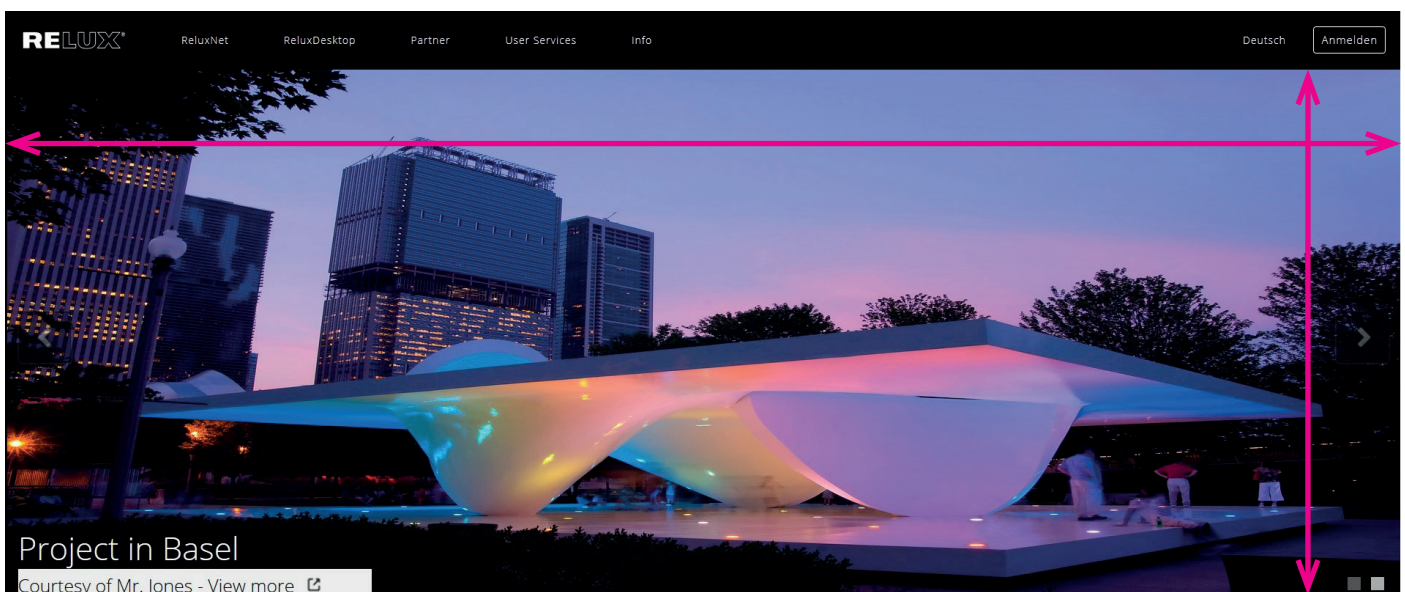 RELUX® ReluxNet ReluxDesktop Partner User Services Info Deutsch Anmelden
Project in Basel
Courtesy of Mr. Jones - View more